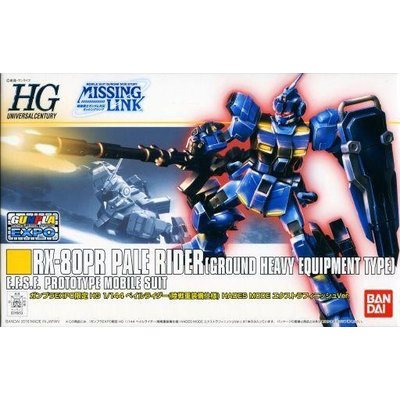 HG
UNIVERSAL CENTURY
MISSING LINK
GUNPLA
EXPO
RX-80PR PALE RIDER [GROUND HEAVY EQUIPMENT TYPE]
E.F.S.F. PROTOTYPE MOBILE SUIT
ガンプラEXPO限定 HG 1/144 ペイルライダー(陸戦重装備仕様) HADES MODE エクストラフィニッシュVer.
BAN
DAI